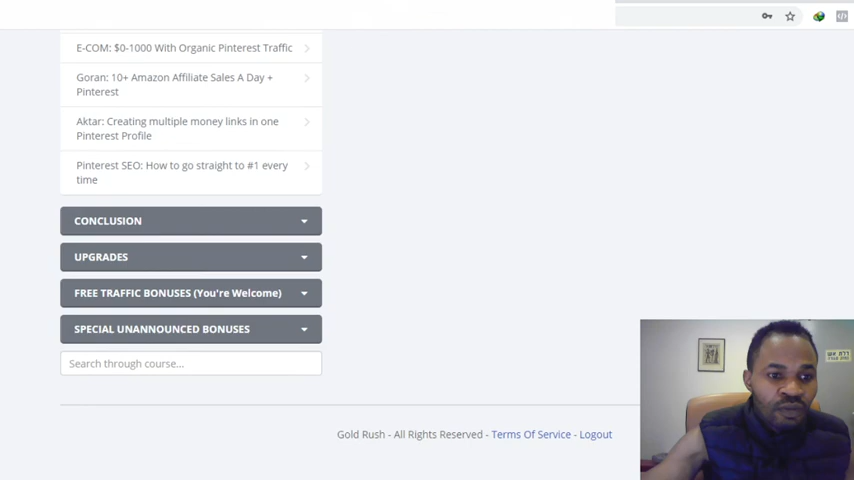 E-COM: $0-1000 With Organic Pinterest Traffic
Goran: 10+ Amazon Affiliate Sales A Day +
Pinterest
Aktar: Creating multiple money links in one
Pinterest Profile
Pinterest SEO: How to go straight to #1 every
time
CONCLUSION
UPGRADES
FREE TRAFFIC BONUSES (You're Welcome)
SPECIAL UNANNOUNCED BONUSES
Search through course...
Gold Rush - All Rights Reserved - Terms Of Service - Logout